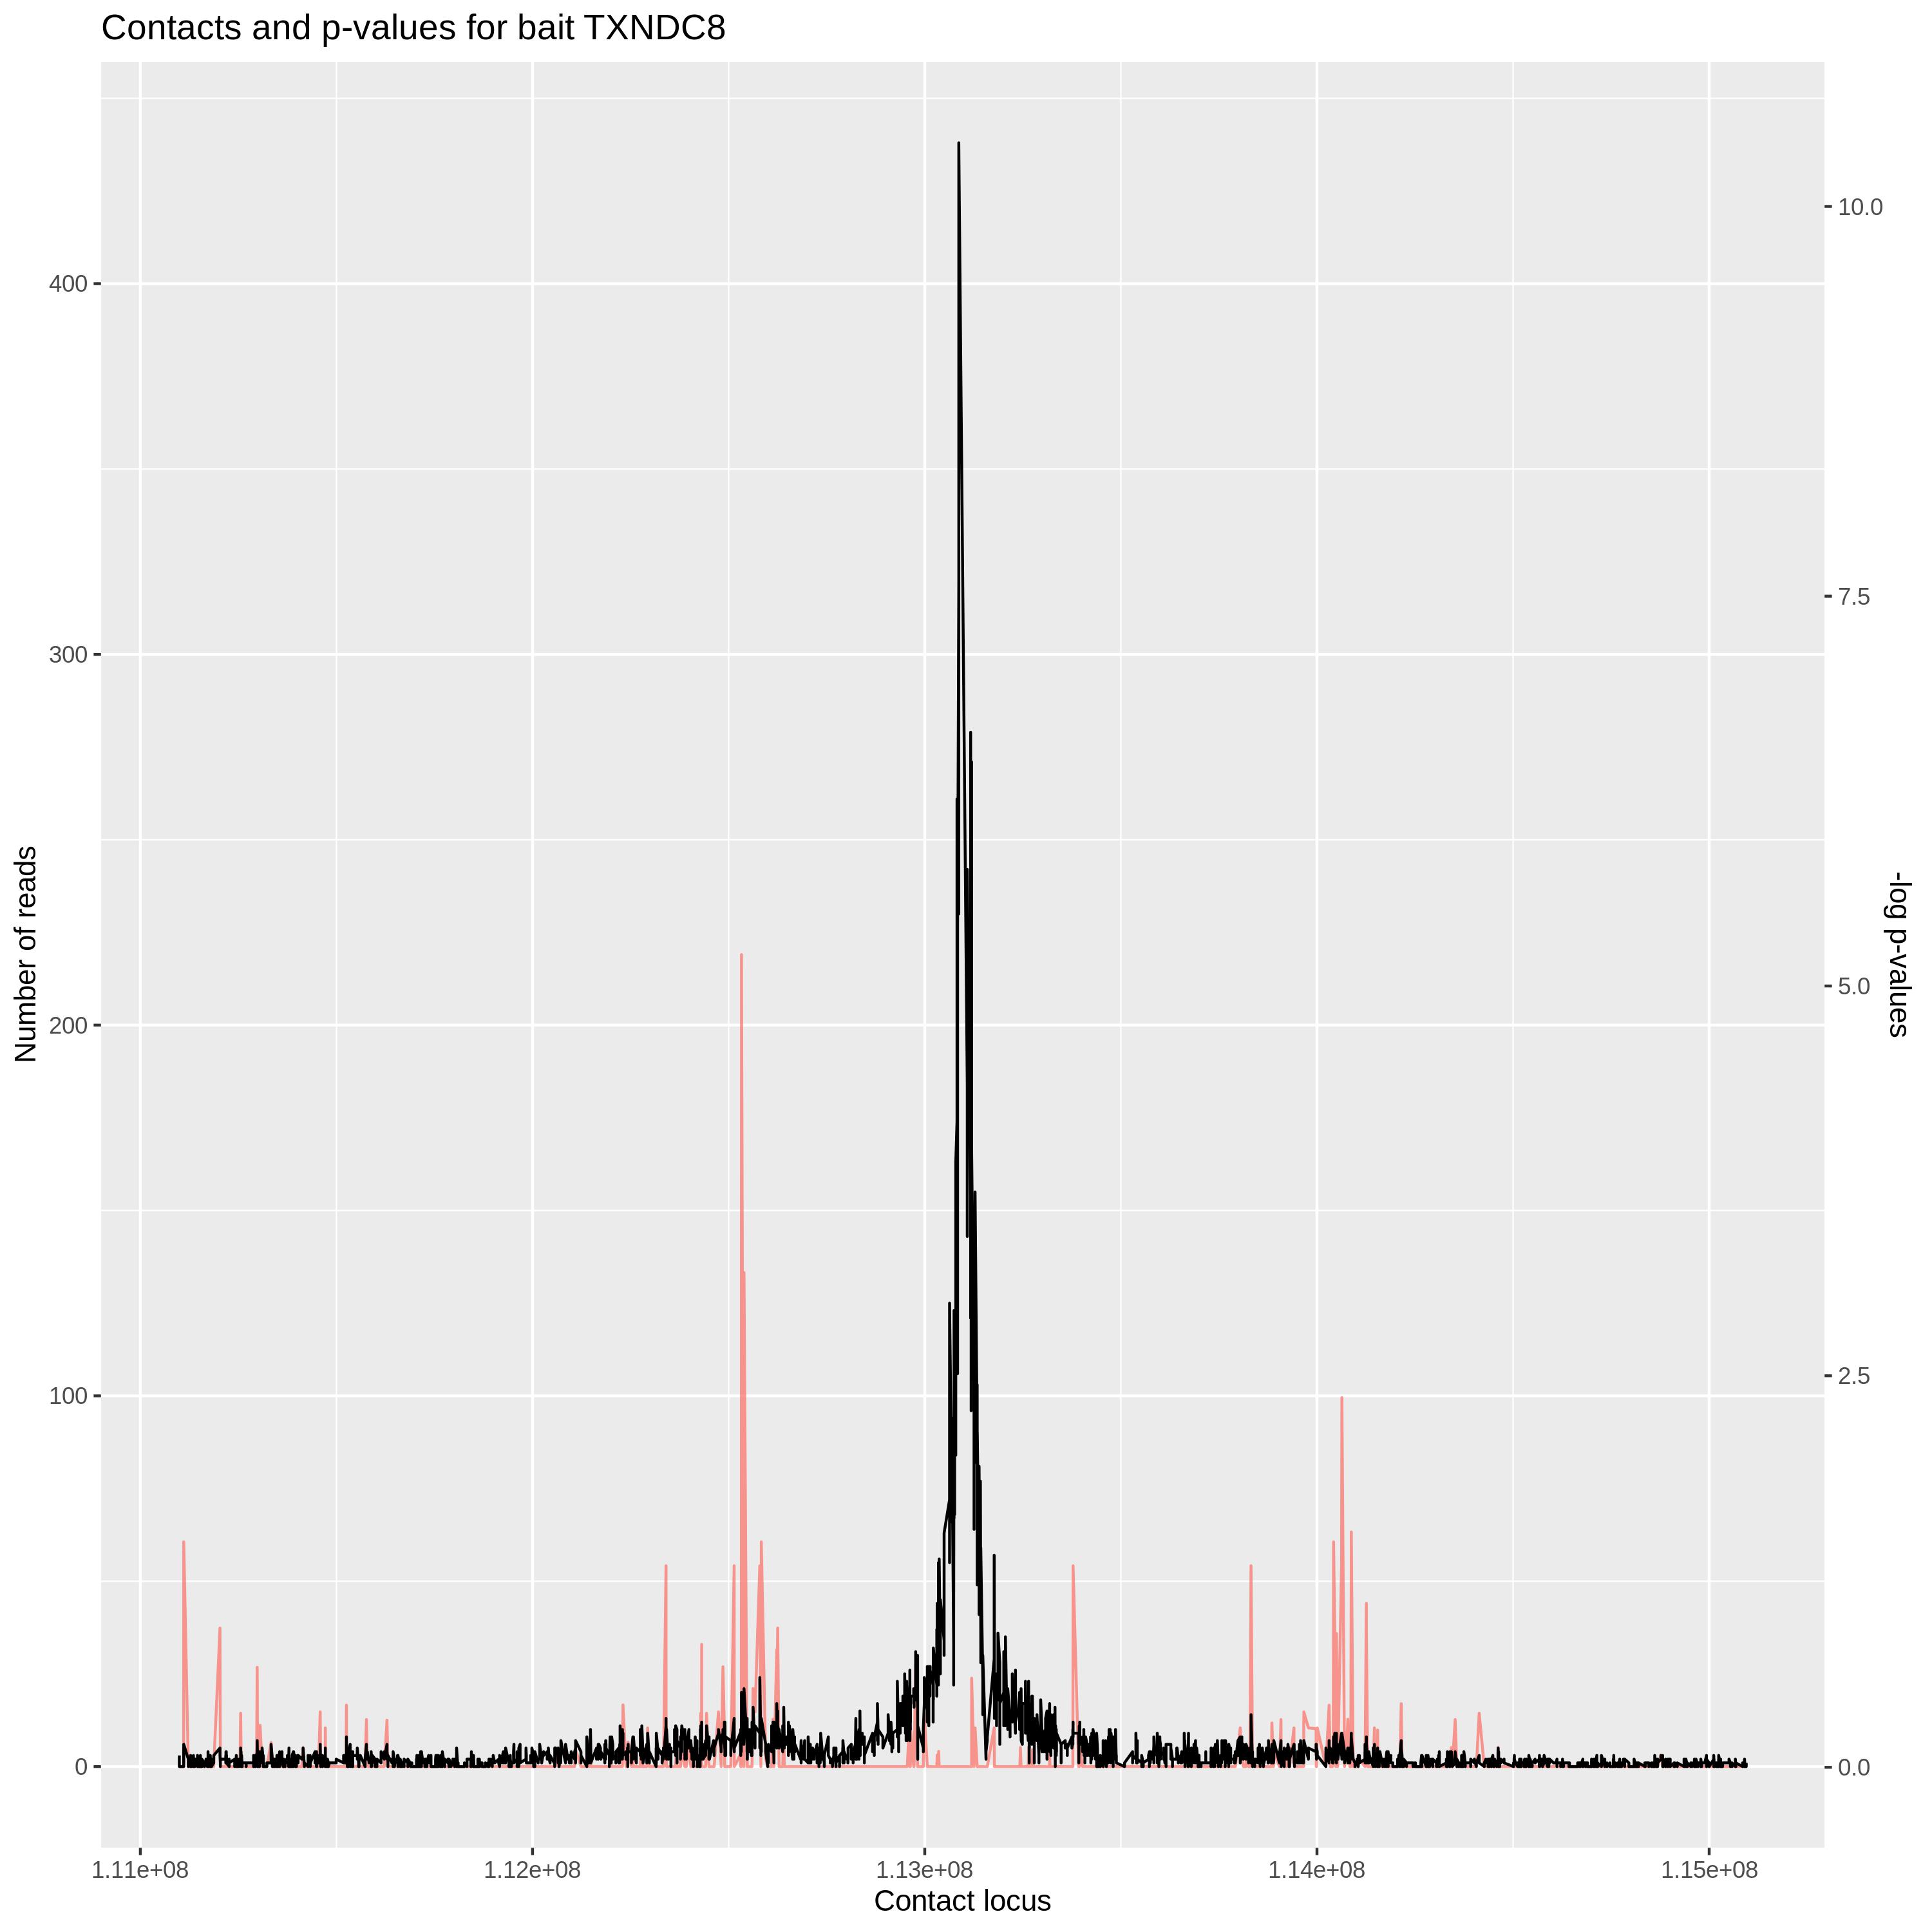 Contacts and p-values for bait TXNDC8
Number of reads
400
300
200
100
0
10.0
7.5
5.0
2.5
0.0
-log p-values
1.11e+08 1.12e+08 1.13e+08 1.14e+08 1.15e+08
Contact locus